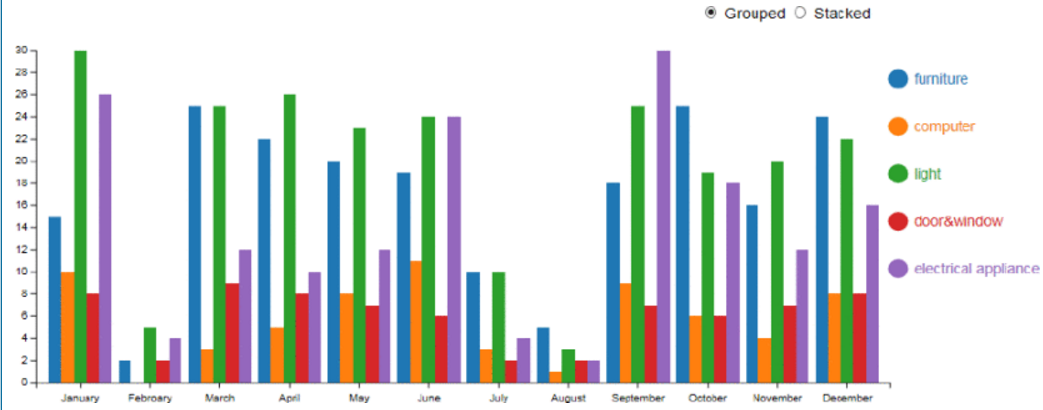 Grouped Stacked
30
28
26
24
22
20
18
16
14
12
10
8
6
4
2
0
January February March April May June July August September October November December
furniture
computer
light
door&window
electrical appliance